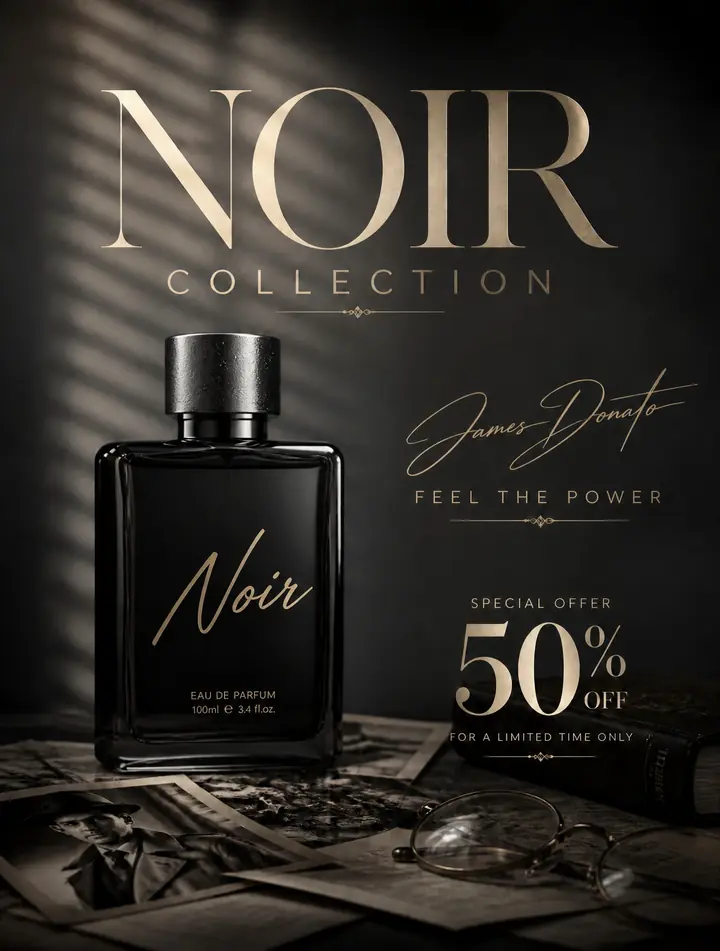 NOIR
COLLECTION
James Donato
FEEL THE POWER
Noir
EAU DE PARFUM
100ml ℮ 3,4 fl.oz.
SPECIAL OFFER
50%
OFF
FOR A LIMITED TIME ONLY